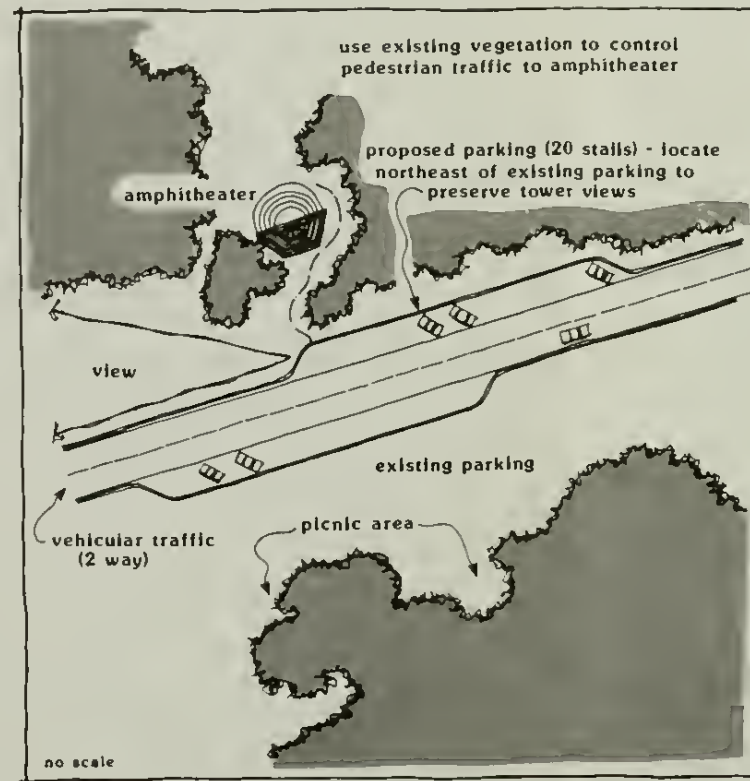 use existing vegetation to control
pedestrian traffic to amphitheater
proposed parking (20 stalls) - locate
northeast of existing parking to
preserve tower views
amphitheater
view
existing parking
picnic area
vehicular traffic
(2 way)
no scale